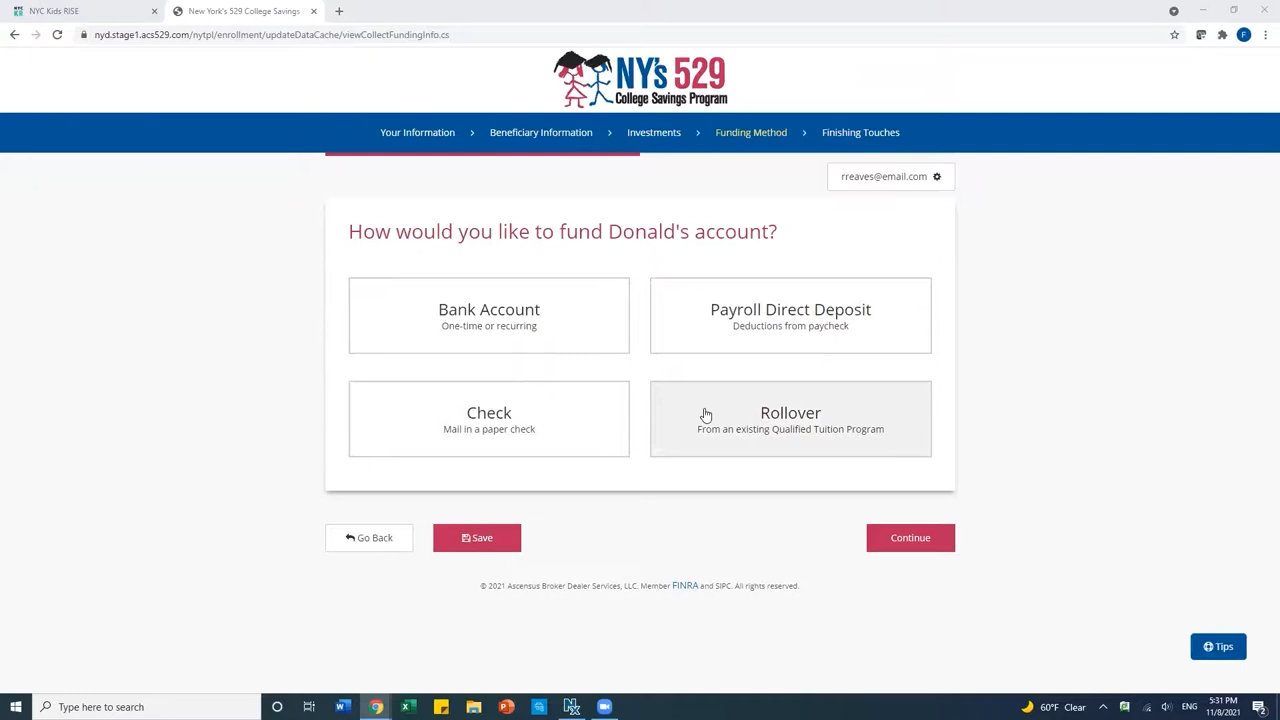 NYC Kids RISE
New York's 529 College Savings
nyd.stage1.acs529.com/nytpl/enrollment/updateDataCache/viewCollectFundingInfo.cs
F
NY's 529
College Savings Program
Your Information > Beneficiary Information > Investments > Funding Method > Finishing Touches
rreaves@email.com
How would you like to fund Donald's account?
Bank Account
One-time or recurring
Payroll Direct Deposit
Deductions from paycheck
Check
Mail in a paper check
Rollover
From an existing Qualified Tuition Program
Go Back
Save
Continue
© 2021 Ascensus Broker Dealer Services, LLC. Member FINRA and SIPC. All rights reserved.
Tips
Type here to search
60°F Clear
ENG
5:31 PM
11/8/2021
2